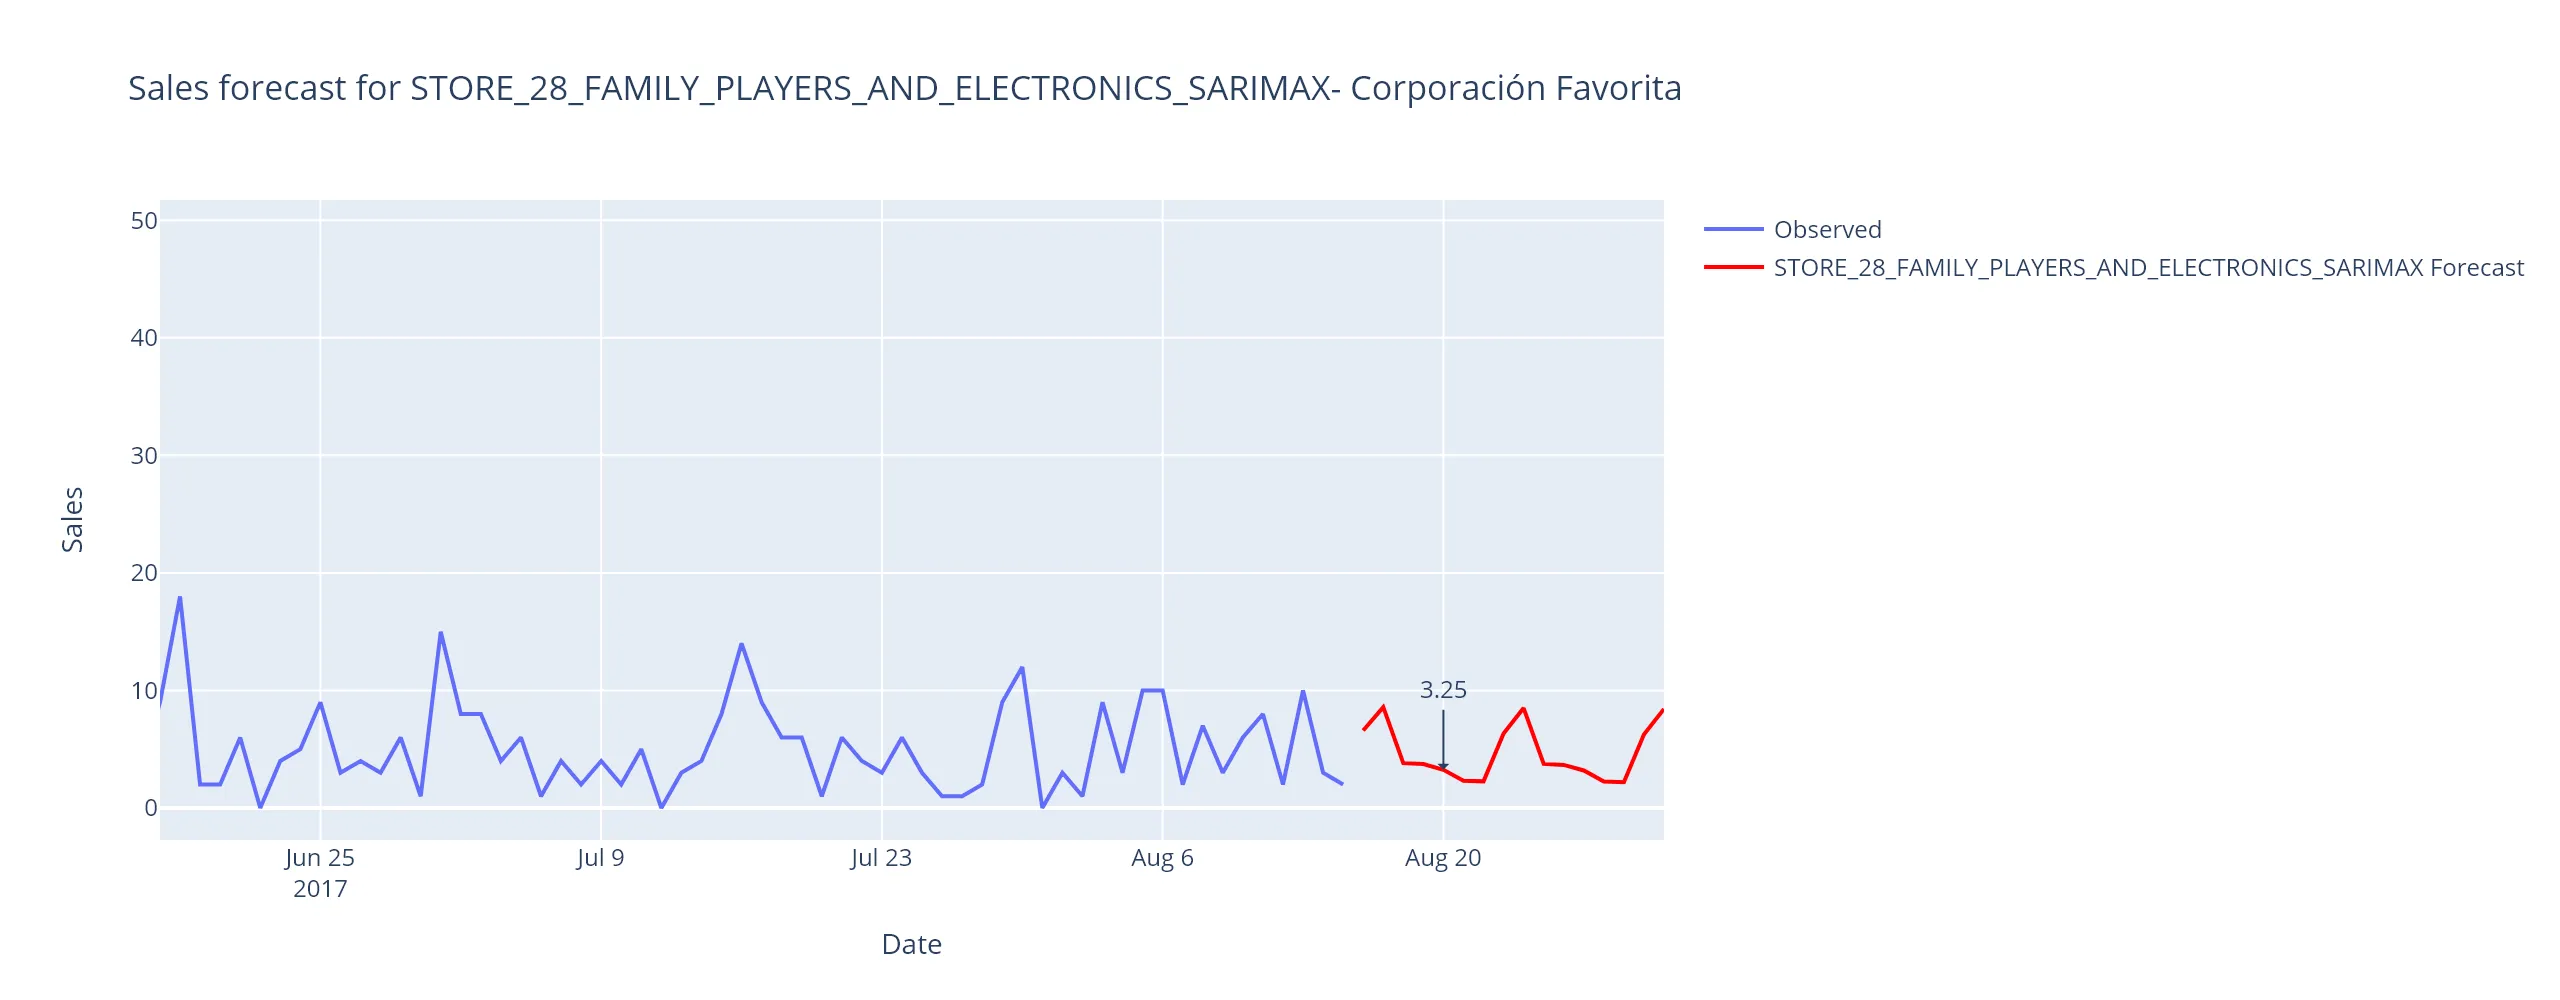 Sales forecast for STORE_28_FAMILY_PLAYERS_AND_ELECTRONICS_SARIMAX- Corporación Favorita
Observed
STORE_28_FAMILY_PLAYERS_AND_ELECTRONICS_SARIMAX Forecast
50
40
30
20
10
0
Sales
3.25
Jun 25
2017
Jul 9
Jul 23
Aug 6
Aug 20
Date